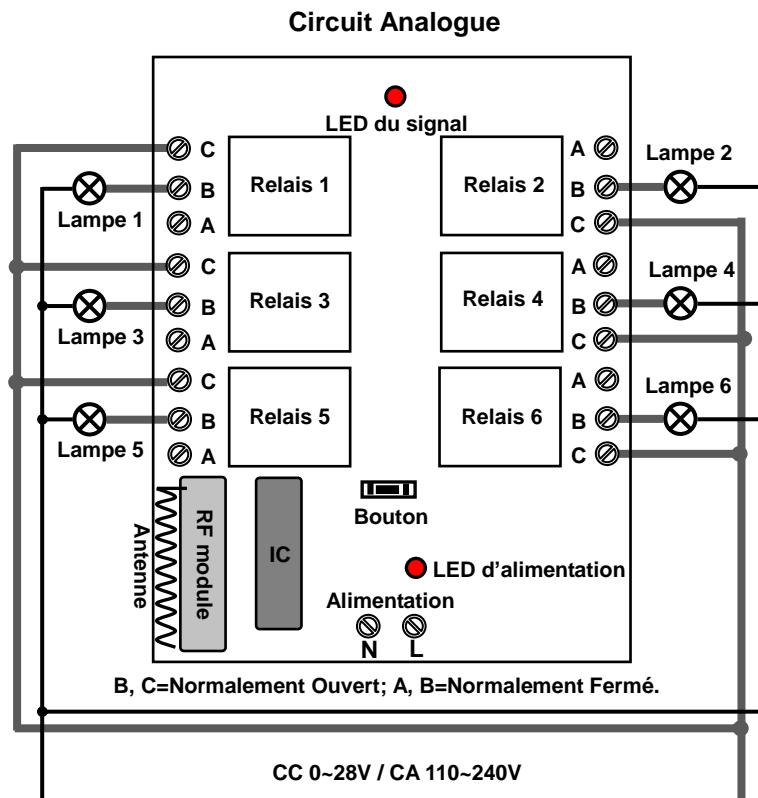 Circuit Analogue
LED du signal
C
B
A
Relais 1
Lampe 1
A
B
C
Relais 2
Lampe 2
C
B
A
Relais 3
Lampe 3
A
B
C
Relais 4
Lampe 4
C
B
A
Relais 5
Lampe 5
A
B
C
Relais 6
Lampe 6
Antenne
RF module
IC
Bouton
LED d’alimentation
Alimentation
N L
B, C=Normalement Ouvert; A, B=Normalement Fermé.
CC 0~28V / CA 110~240V